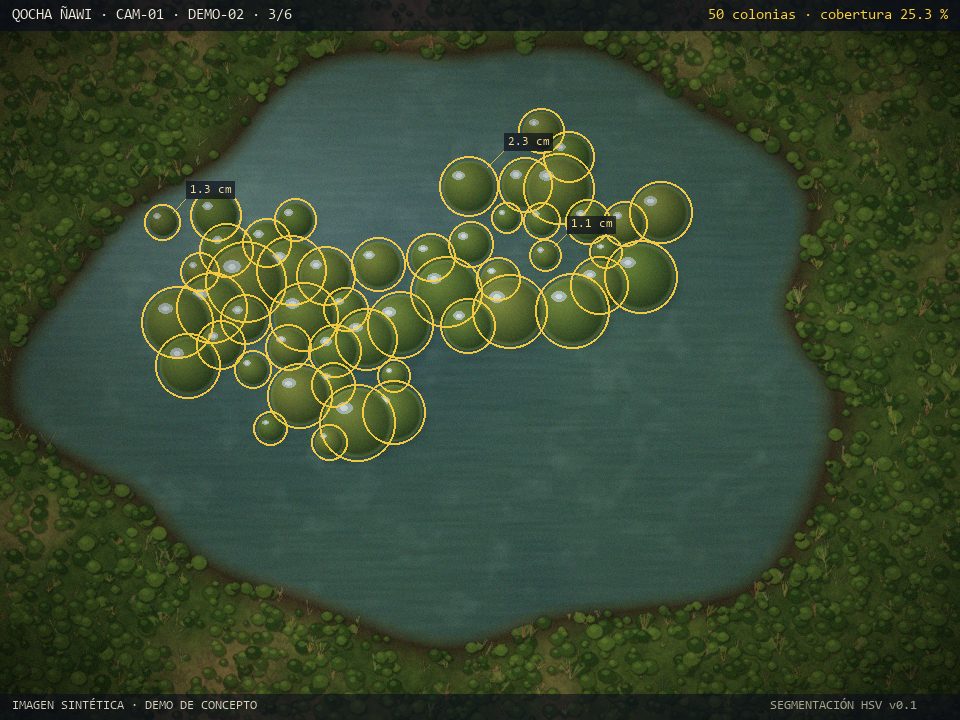 QOCHA ÑAWI · CAM-01 · DEMO-02 · 3/6
50 colonias · cobertura 25.3 %
2.3 cm
1.3 cm
1.1 cm
IMAGEN SINTÉTICA · DEMO DE CONCEPTO
SEGMENTACIÓN HSV v0.1